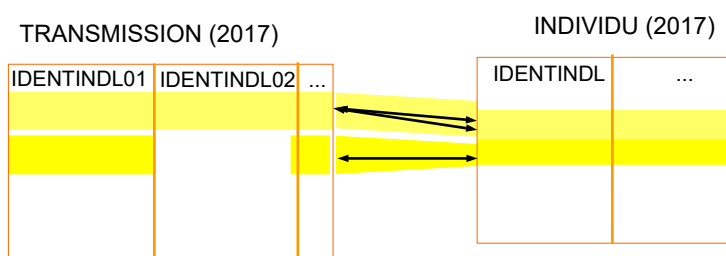 TRANSMISSION (2017)
INDIVIDU (2017)
IDENTINDL01 IDENTINDL02 ...
IDENTINDL ...